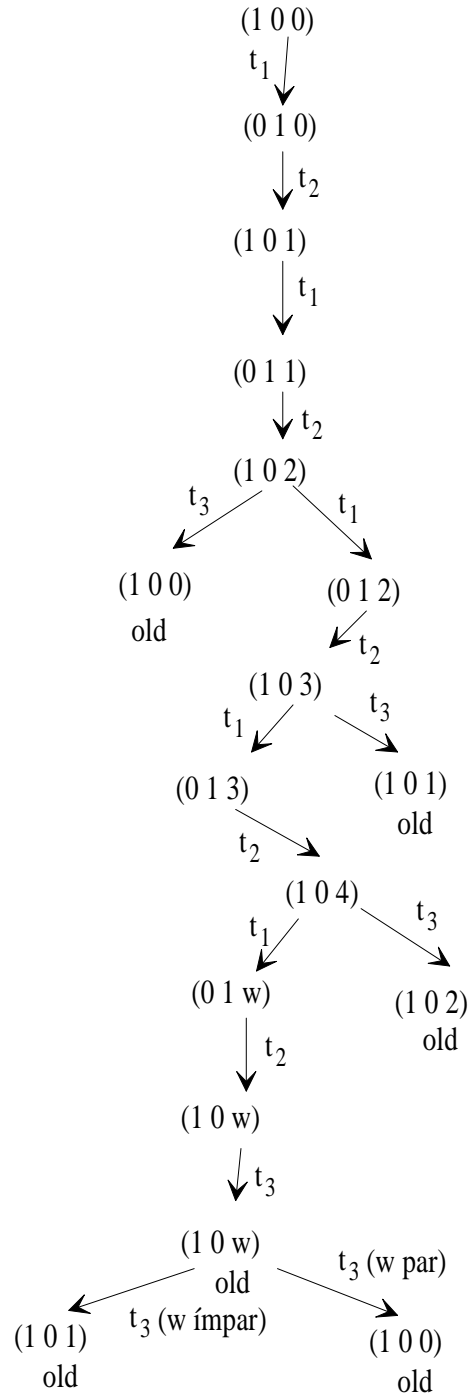 (1 0 0)
t1
(0 1 0)
t2
(1 0 1)
t1
(0 1 1)
t2
(1 0 2)
t3
t1
(1 0 0)
old
(0 1 2)
t2
(1 0 3)
t1
t3
(0 1 3)
(1 0 1)
old
t2
(1 0 4)
t1
t3
(0 1 w)
(1 0 2)
old
t2
(1 0 w)
t3
(1 0 w)
old
t3 (w par)
t3 (w ímpar)
(1 0 1)
old
(1 0 0)
old